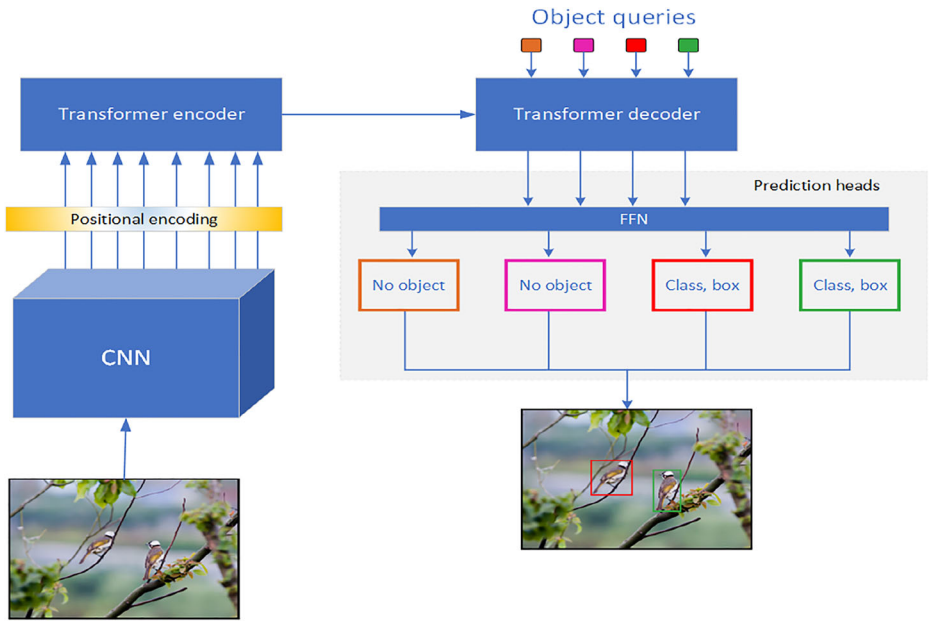 Object queries
Transformer encoder
Transformer decoder
Prediction heads
Positional encoding
FFN
No object
No object
Class, box
Class, box
CNN